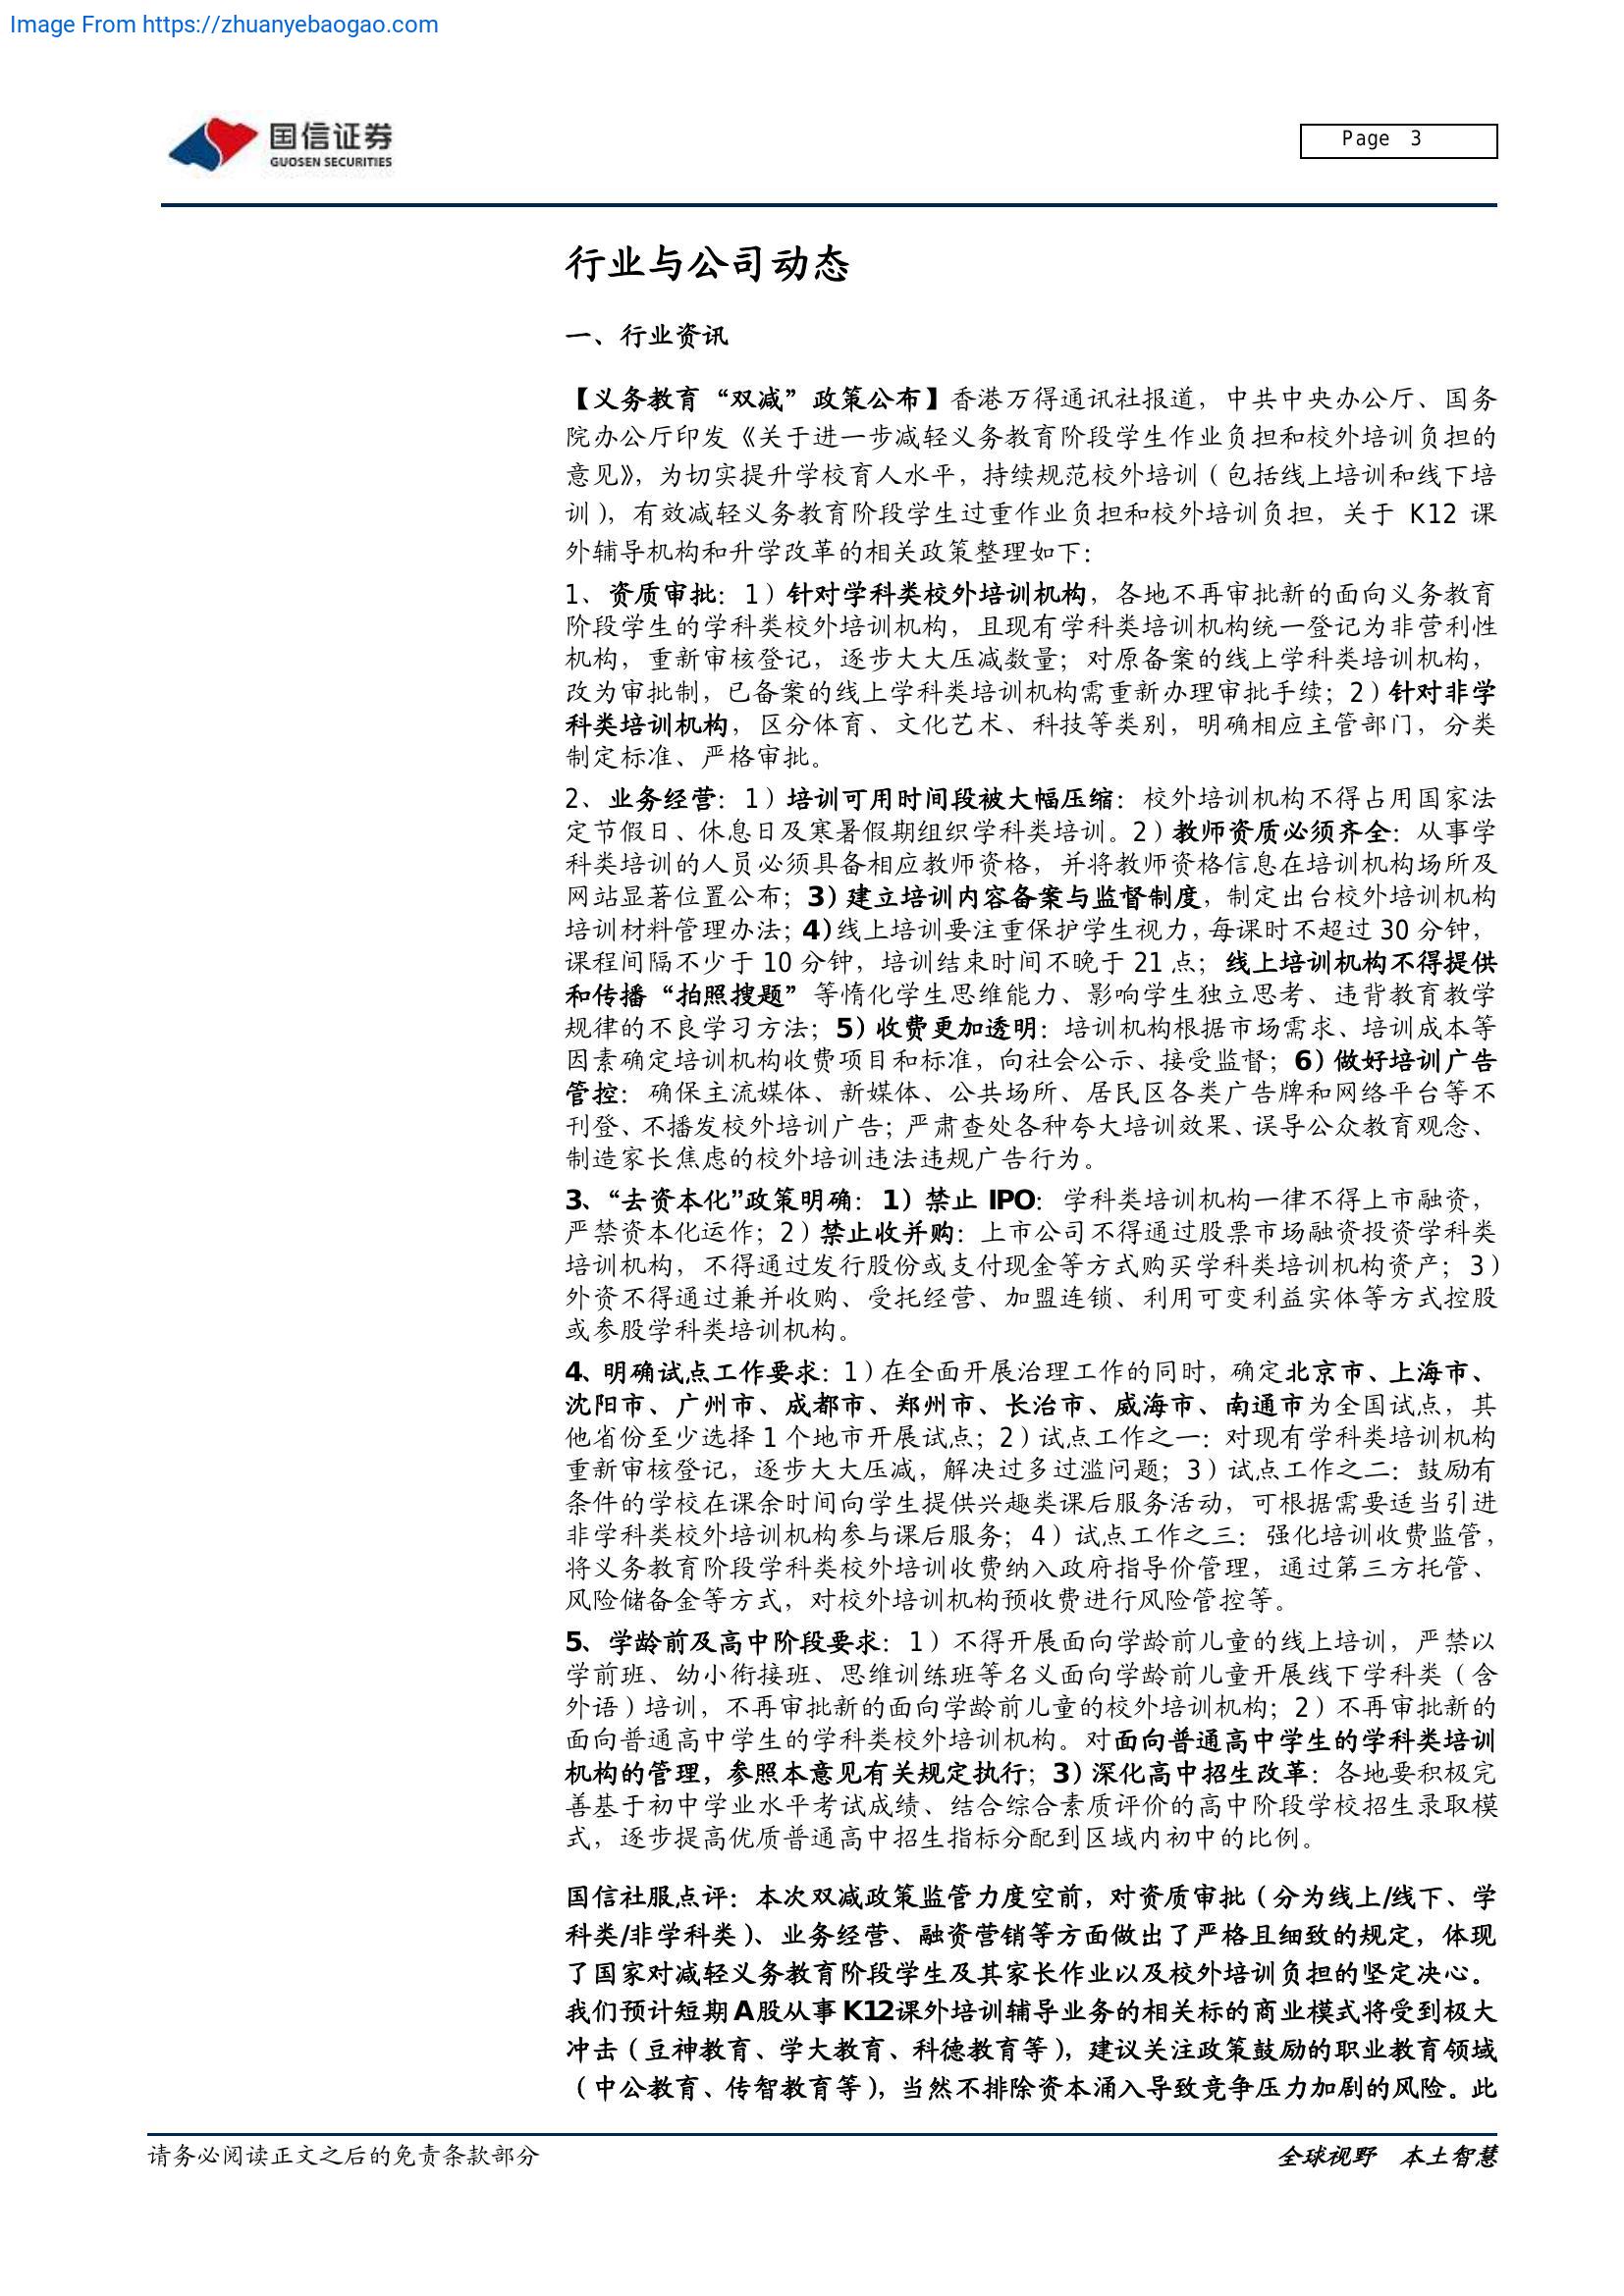 Image From https://zhuanyebaogao.com
国信证券
GUOSEN SECURITIES
Page 3
行业与公司动态
一、行业资讯
【义务教育“双减”政策公布】香港万得通讯社报道，中共中央办公厅、国务
院办公厅印发《关于进一步减轻义务教育阶段学生作业负担和校外培训负担的
意见》，为切实提升学校育人水平，持续规范校外培训（包括线上培训和线下培
训），有效减轻义务教育阶段学生过重作业负担和校外培训负担，关于 K12 课
外辅导机构和升学改革的相关政策整理如下：
1、资质审批：1）针对学科类校外培训机构，各地不再审批新的面向义务教育
阶段学生的学科类校外培训机构，且现有学科类培训机构统一登记为非营利性
机构，重新审核登记，逐步大大压减数量；对原备案的线上学科类培训机构，
改为审批制，已备案的线上学科类培训机构需重新办理审批手续；2）针对非学
科类培训机构，区分体育、文化艺术、科技等类别，明确相应主管部门，分类
制定标准、严格审批。
2、业务经营：1）培训可用时间段被大幅压缩：校外培训机构不得占用国家法
定节假日、休息日及寒暑假期组织学科类培训。2）教师资质必须齐全：从事学
科类培训的人员必须具备相应教师资格，并将教师资格信息在培训机构场所及
网站显著位置公布；3）建立培训内容备案与监督制度，制定出台校外培训机构
培训材料管理办法；4)线上培训要注重保护学生视力，每课时不超过 30 分钟，
课程间隔不少于 10 分钟，培训结束时间不晚于 21 点；线上培训机构不得提供
和传播“拍照搜题”等惰化学生思维能力、影响学生独立思考、违背教育教学
规律的不良学习方法；5）收费更加透明：培训机构根据市场需求、培训成本等
因素确定培训机构收费项目和标准，向社会公示、接受监督；6）做好培训广告
管控：确保主流媒体、新媒体、公共场所、居民区各类广告牌和网络平台等不
刊登、不播发校外培训广告；严肃查处各种夸大培训效果、误导公众教育观念、
制造家长焦虑的校外培训违法违规广告行为。
3、“去资本化”政策明确：1）禁止 IPO：学科类培训机构一律不得上市融资，
严禁资本化运作；2）禁止收并购：上市公司不得通过股票市场融资投资学科类
培训机构，不得通过发行股份或支付现金等方式购买学科类培训机构资产；3）
外资不得通过兼并收购、受托经营、加盟连锁、利用可变利益实体等方式控股
或参股学科类培训机构。
4、明确试点工作要求：1）在全面开展治理工作的同时，确定北京市、上海市、
沈阳市、广州市、成都市、郑州市、长治市、威海市、南通市为全国试点，其
他省份至少选择 1 个地市开展试点；2）试点工作之一：对现有学科类培训机构
重新审核登记，逐步大大压减，解决过多过滥问题；3）试点工作之二：鼓励有
条件的学校在课余时间向学生提供兴趣类课后服务活动，可根据需要适当引进
非学科类校外培训机构参与课后服务；4）试点工作之三：强化培训收费监管，
将义务教育阶段学科类校外培训收费纳入政府指导价管理，通过第三方托管、
风险储备金等方式，对校外培训机构预收费进行风险管控等。
5、学龄前及高中阶段要求：1）不得开展面向学龄前儿童的线上培训，严禁以
学前班、幼小衔接班、思维训练班等名义面向学龄前儿童开展线下学科类（含
外语）培训，不再审批新的面向学龄前儿童的校外培训机构；2）不再审批新的
面向普通高中学生的学科类校外培训机构。对面向普通高中学生的学科类培训
机构的管理，参照本意见有关规定执行；3）深化高中招生改革：各地要积极完
善基于初中学业水平考试成绩、结合综合素质评价的高中阶段学校招生录取模
式，逐步提高优质普通高中招生指标分配到区域内初中的比例。
国信社服点评：本次双减政策监管力度空前，对资质审批（分为线上/线下、学
科类/非学科类）、业务经营、融资营销等方面做出了严格且细致的规定，体现
了国家对减轻义务教育阶段学生及其家长作业以及校外培训负担的坚定决心。
我们预计短期 A 股从事 K12 课外培训辅导业务的相关标的商业模式将受到极大
冲击（豆神教育、学大教育、科德教育等），建议关注政策鼓励的职业教育领域
（中公教育、传智教育等），当然不排除资本涌入导致竞争压力加剧的风险。此
请务必阅读正文之后的免责条款部分
全球视野 本土智慧